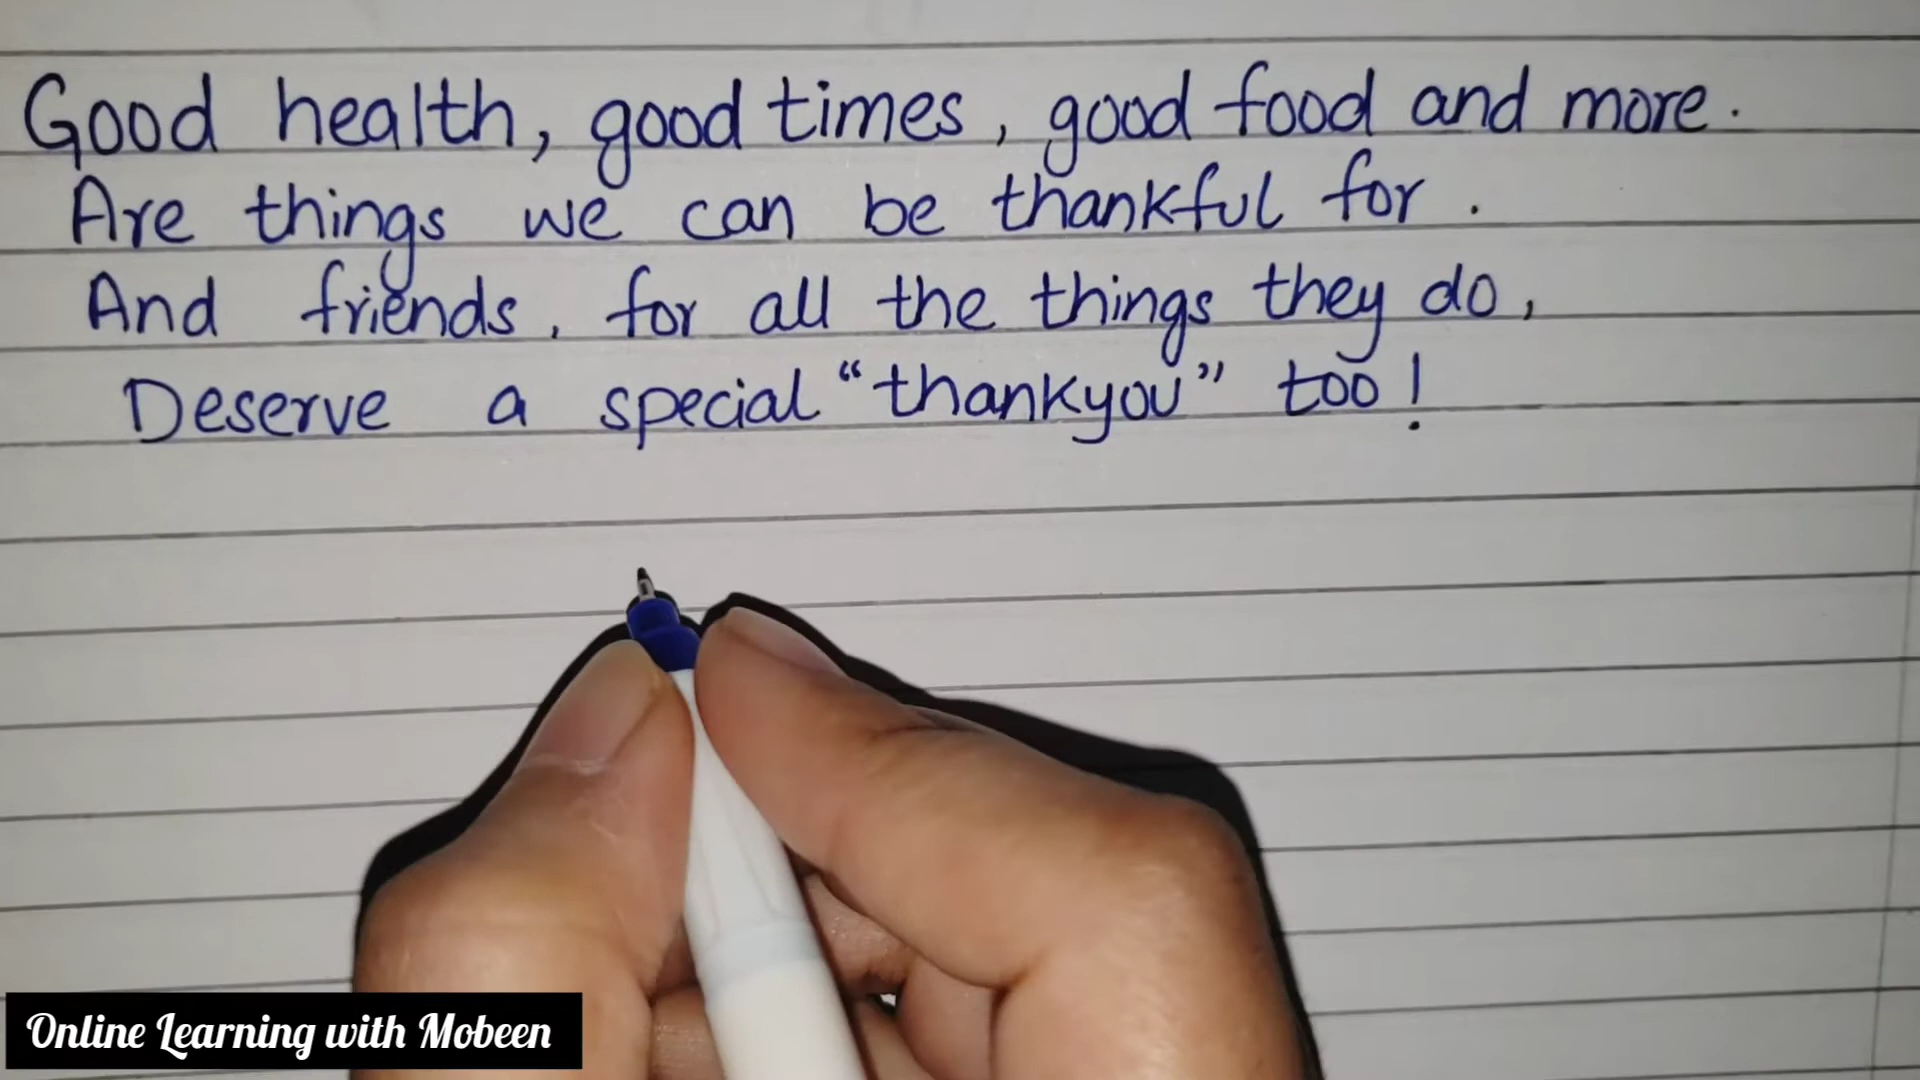 Good health, good times, good food and more.
Are things we can be thankful for.
And friends, for all the things they do,
Deserve a special "thankyou" too!
Online Learning with Mobeen